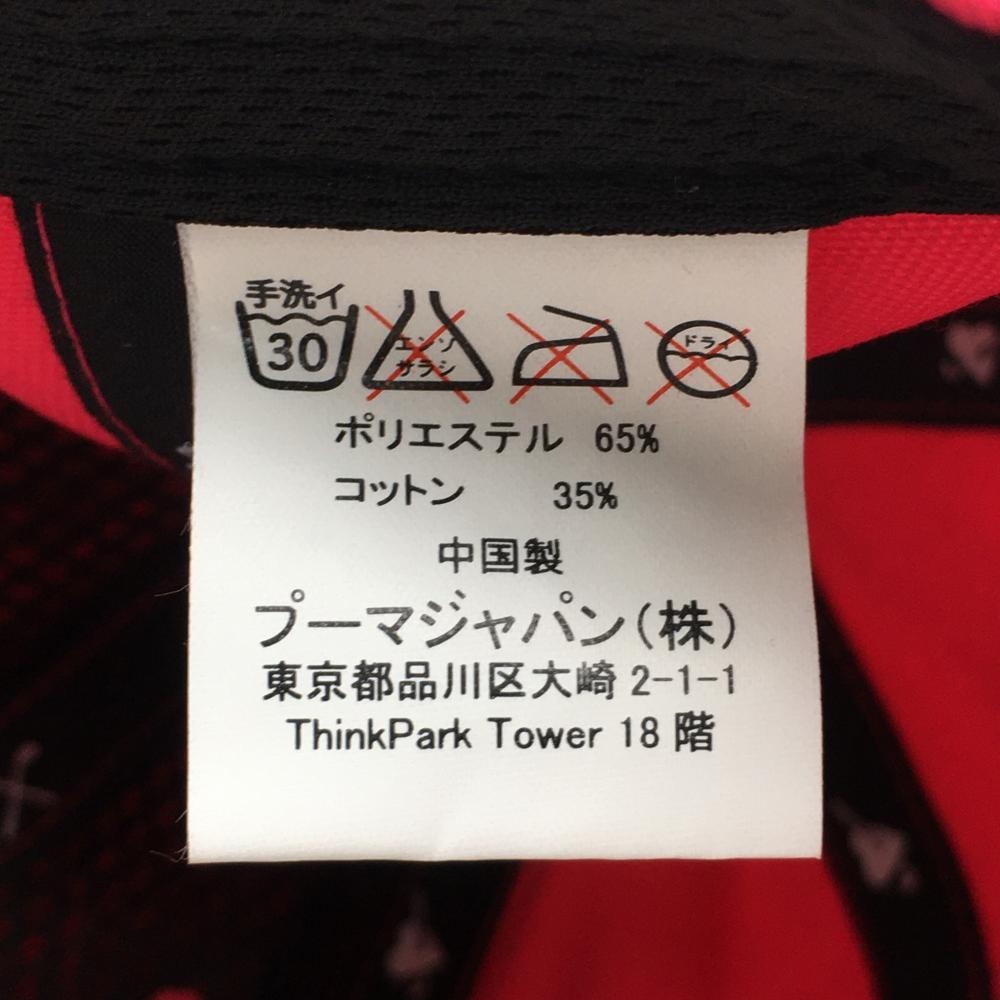 手洗イ
30
エンソ
サラシ
ドライ
ポリエステル 65%
コットン 35%
中国製
プーマジャパン(株)
東京都品川区大崎 2-1-1
ThinkPark Tower 18 階